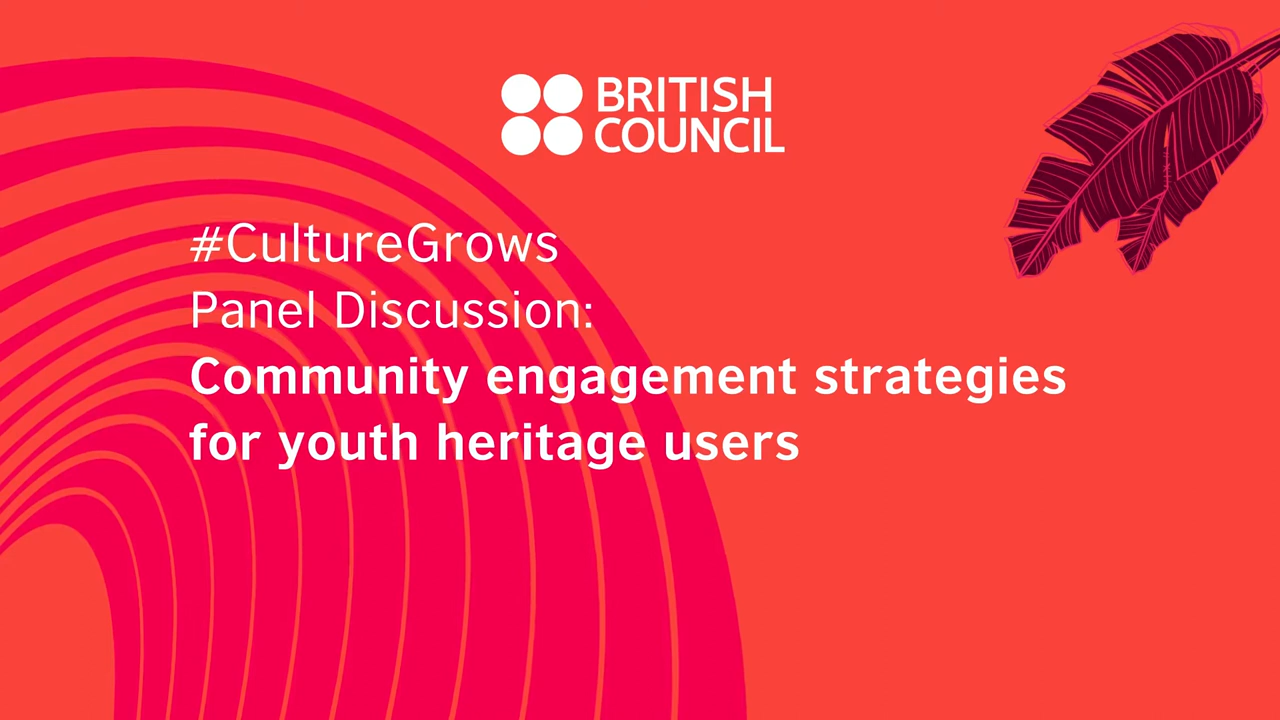 BRITISH
COUNCIL
#CultureGrows
Panel Discussion:
Community engagement strategies
for youth heritage users